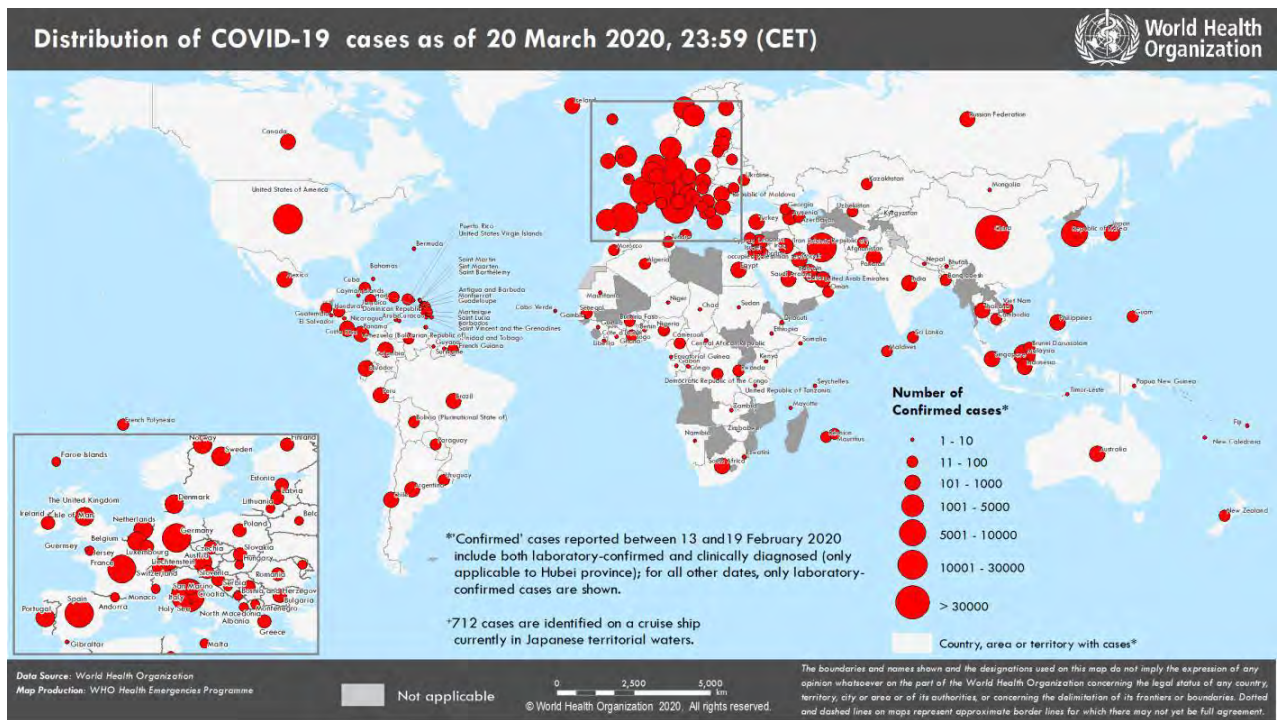 Distribution of COVID-19 cases as of 20 March 2020, 23:59 (CET)
World Health
Organization
Iceland
Canada
Russian Federation
United States of America
Kazakhstan
Mongolia
Ukraine
Republic of Moldova
Georgia
Armenia
Azerbaijan
Uzbekistan
Kyrgyzstan
Turkey
China
Republic of Korea
Japan
Puerto Rico
United States Virgin Islands
Bermuda
Morocco
Tunisia
Algeria
Egypt
Afghanistan
Pakistan
Nepal
Bhutan
Bangladesh
India
United Arab Emirates
Oman
Saint Martin
Sint Maarten
Saint Barthélemy
Mexico
Bahamas
Cuba
Cayman Islands
Jamaica
Dominican Republic
Antigua and Barbuda
Montserrat
Guadeloupe
Martinique
Saint Lucia
Barbados
Saint Vincent and the Grenadines
Trinidad and Tobago
French Guiana
Guatemala
Honduras
El Salvador
Nicaragua
Panama
Venezuela (Bolivarian Republic of)
Guyana
Suriname
Colombia
Ecuador
Peru
Brazil
Bolivia (Plurinational State of)
Paraguay
Uruguay
Argentina
Chile
French Polynesia
Cabo Verde
Mauritania
Senegal
Gambia
Liberia
Burkina Faso
Ghana
Benin
Niger
Nigeria
Chad
Sudan
Djibouti
Ethiopia
Somalia
Cameroon
Central African Republic
Equatorial Guinea
Gabon
Congo
Kenya
Rwanda
Democratic Republic of the Congo
United Republic of Tanzania
Seychelles
Mayotte
Zambia
Zimbabwe
Namibia
Eswatini
South Africa
Mauritius
Sri Lanka
Maldives
Viet Nam
Cambodia
Philippines
Guam
Brunei Darussalam
Malaysia
Singapore
Indonesia
Timor-Leste
Papua New Guinea
Fiji
New Caledonia
Australia
New Zealand
Number of
Confirmed cases*
1 - 10
11 - 100
101 - 1000
1001 - 5000
5001 - 10000
10001 - 30000
> 30000
Country, area or territory with cases*
Norway
Sweden
Finland
Faroe Islands
Estonia
Latvia
Lithuania
The United Kingdom
Denmark
Ireland
Isle of Man
Netherlands
Germany
Poland
Belgium
Guernsey
Jersey
Luxembourg
Czechia
Slovakia
France
Liechtenstein
Austria
Hungary
Switzerland
Slovenia
Romania
San Marino
Serbia
Spain
Monaco
Italy
Croatia
Bulgaria
Portugal
Andorra
Holy See
North Macedonia
Montenegro
Albania
Greece
Gibraltar
Malta
*'Confirmed' cases reported between 13 and19 February 2020
include both laboratory-confirmed and clinically diagnosed (only
applicable to Hubei province); for all other dates, only laboratory-
confirmed cases are shown.
+712 cases are identified on a cruise ship
currently in Japanese territorial waters.
Data Source: World Health Organization
Map Production: WHO Health Emergencies Programme
Not applicable
0 2,500 5,000
km
© World Health Organization 2020. All rights reserved.
The boundaries and names shown and the designations used on this map do not imply the expression of any
opinion whatsoever on the part of the World Health Organization concerning the legal status of any country,
territory, city or area or of its authorities, or concerning the delimitation of its frontiers or boundaries. Dotted
and dashed lines on maps represent approximate border lines for which there may not yet be full agreement.